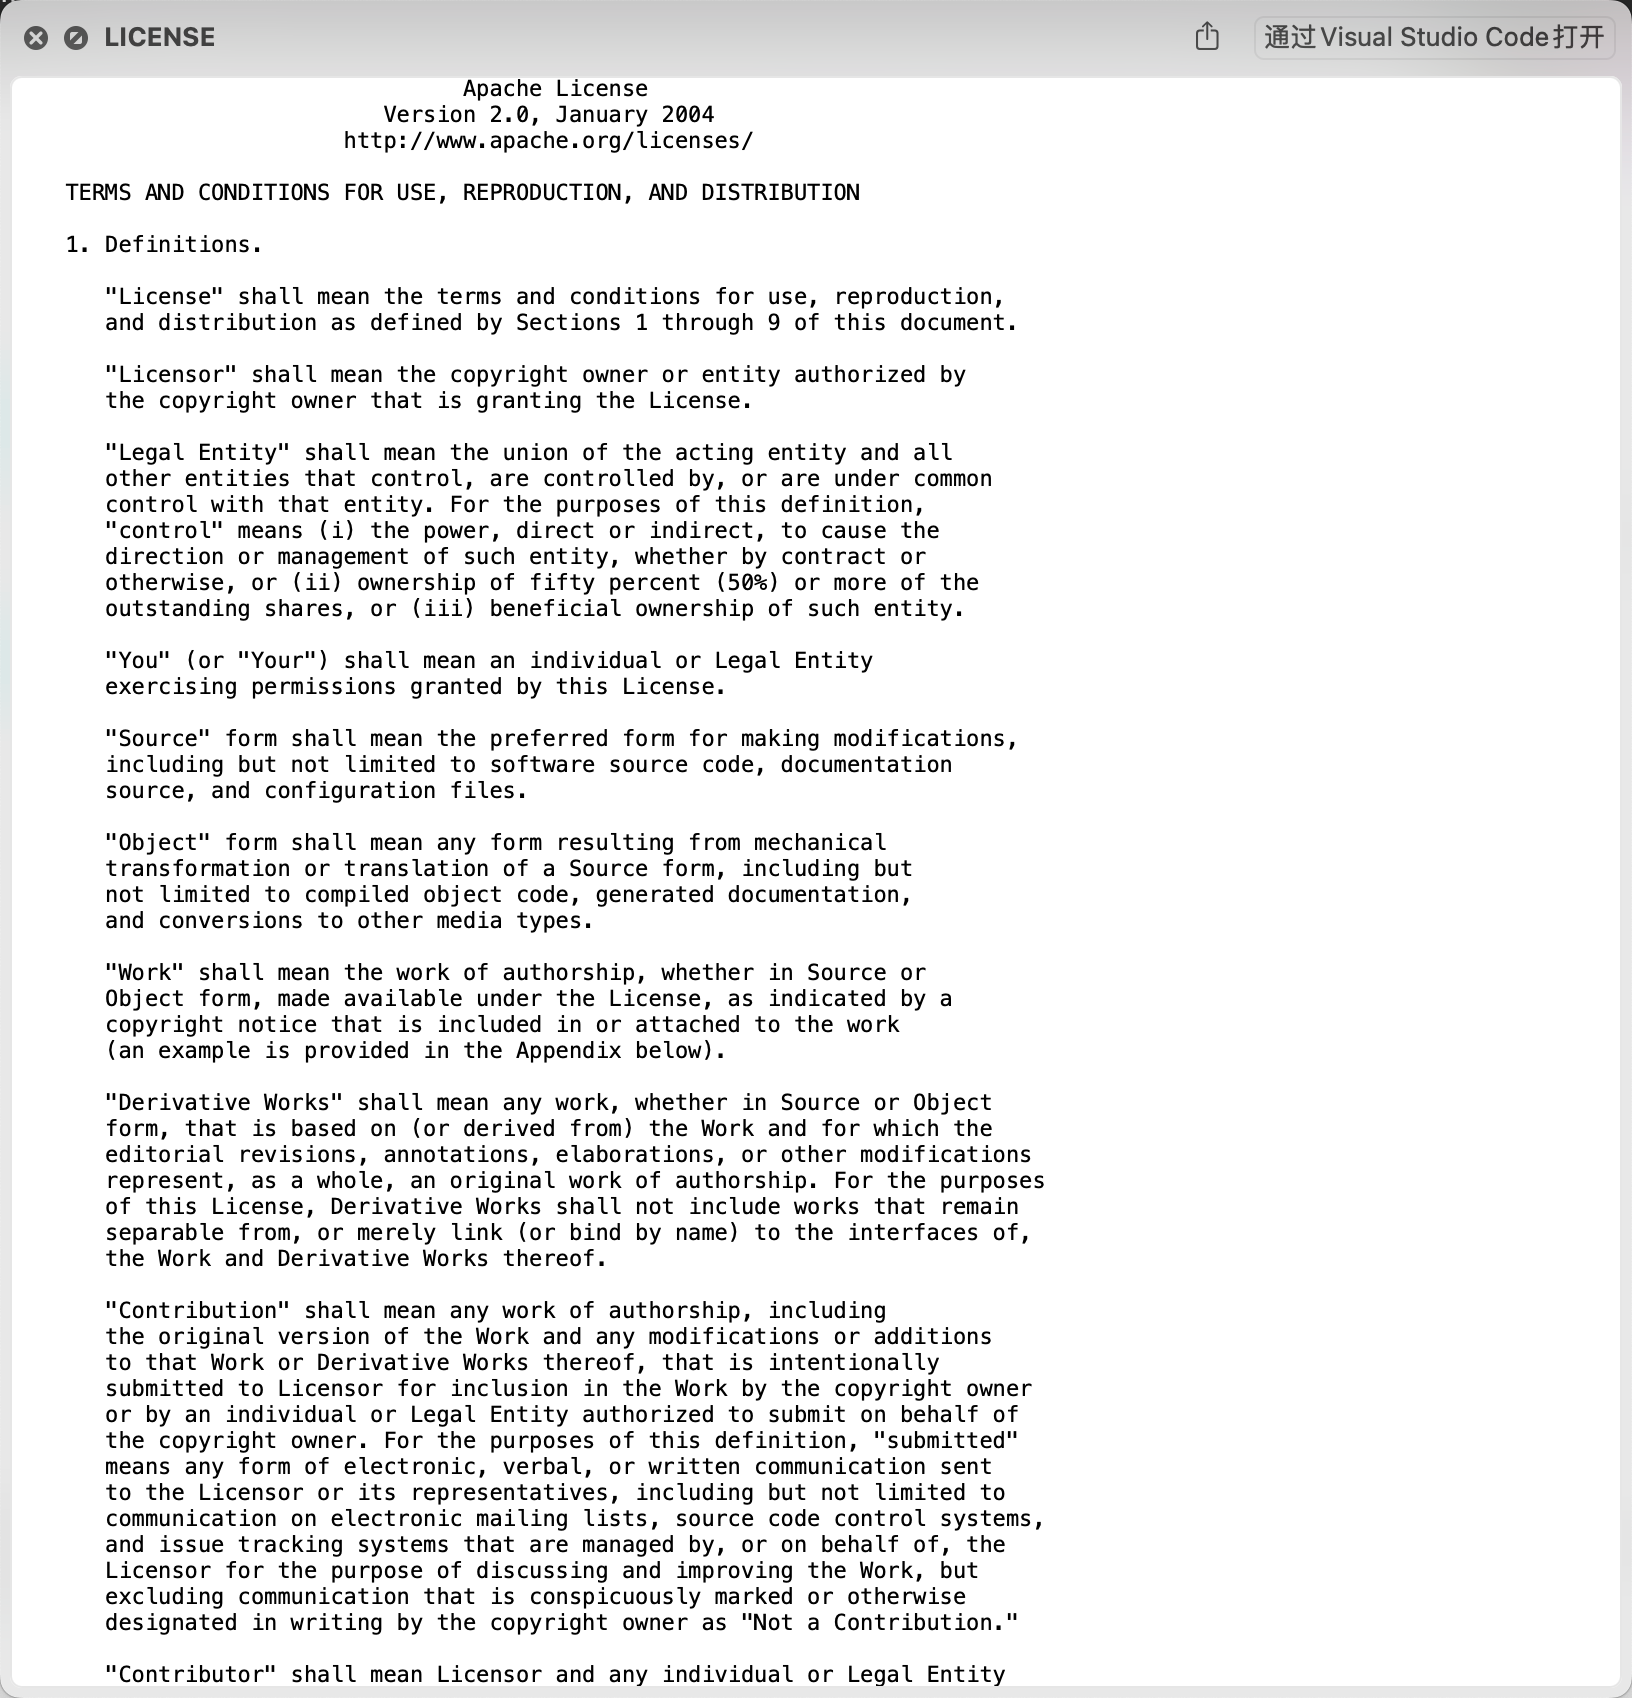 LICENSE
通过Visual Studio Code打开
Apache License
Version 2.0, January 2004
http://www.apache.org/licenses/
TERMS AND CONDITIONS FOR USE, REPRODUCTION, AND DISTRIBUTION
1. Definitions.
"License" shall mean the terms and conditions for use, reproduction,
and distribution as defined by Sections 1 through 9 of this document.
"Licensor" shall mean the copyright owner or entity authorized by
the copyright owner that is granting the License.
"Legal Entity" shall mean the union of the acting entity and all
other entities that control, are controlled by, or are under common
control with that entity. For the purposes of this definition,
"control" means (i) the power, direct or indirect, to cause the
direction or management of such entity, whether by contract or
otherwise, or (ii) ownership of fifty percent (50%) or more of the
outstanding shares, or (iii) beneficial ownership of such entity.
"You" (or "Your") shall mean an individual or Legal Entity
exercising permissions granted by this License.
"Source" form shall mean the preferred form for making modifications,
including but not limited to software source code, documentation
source, and configuration files.
"Object" form shall mean any form resulting from mechanical
transformation or translation of a Source form, including but
not limited to compiled object code, generated documentation,
and conversions to other media types.
"Work" shall mean the work of authorship, whether in Source or
Object form, made available under the License, as indicated by a
copyright notice that is included in or attached to the work
(an example is provided in the Appendix below).
"Derivative Works" shall mean any work, whether in Source or Object
form, that is based on (or derived from) the Work and for which the
editorial revisions, annotations, elaborations, or other modifications
represent, as a whole, an original work of authorship. For the purposes
of this License, Derivative Works shall not include works that remain
separable from, or merely link (or bind by name) to the interfaces of,
the Work and Derivative Works thereof.
"Contribution" shall mean any work of authorship, including
the original version of the Work and any modifications or additions
to that Work or Derivative Works thereof, that is intentionally
submitted to Licensor for inclusion in the Work by the copyright owner
or by an individual or Legal Entity authorized to submit on behalf of
the copyright owner. For the purposes of this definition, "submitted"
means any form of electronic, verbal, or written communication sent
to the Licensor or its representatives, including but not limited to
communication on electronic mailing lists, source code control systems,
and issue tracking systems that are managed by, or on behalf of, the
Licensor for the purpose of discussing and improving the Work, but
excluding communication that is conspicuously marked or otherwise
designated in writing by the copyright owner as "Not a Contribution."
"Contributor" shall mean Licensor and any individual or Legal Entity